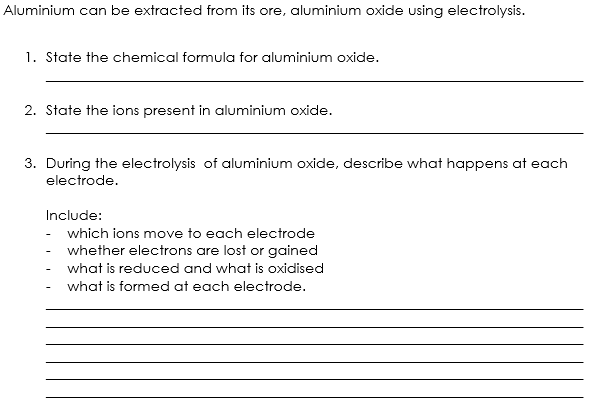 Aluminium can be extracted from its ore, aluminium oxide using electrolysis.
1. State the chemical formula for aluminium oxide.
2. State the ions present in aluminium oxide.
3. During the electrolysis of aluminium oxide, describe what happens at each
electrode.
Include:
- which ions move to each electrode
- whether electrons are lost or gained
- what is reduced and what is oxidised
- what is formed at each electrode.